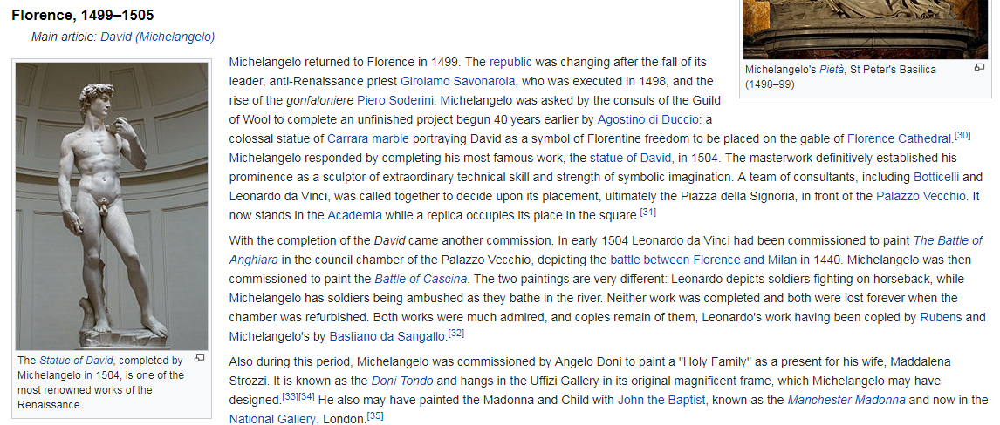 Florence, 1499–1505
Main article: David (Michelangelo)
Michelangelo's Pietà, St Peter's Basilica
(1498–99)
Michelangelo returned to Florence in 1499. The republic was changing after the fall of its
leader, anti-Renaissance priest Girolamo Savonarola, who was executed in 1498, and the
rise of the gonfaloniere Piero Soderini. Michelangelo was asked by the consuls of the Guild
of Wool to complete an unfinished project begun 40 years earlier by Agostino di Duccio: a
colossal statue of Carrara marble portraying David as a symbol of Florentine freedom to be placed on the gable of Florence Cathedral.[30]
Michelangelo responded by completing his most famous work, the statue of David, in 1504. The masterwork definitively established his
prominence as a sculptor of extraordinary technical skill and strength of symbolic imagination. A team of consultants, including Botticelli and
Leonardo da Vinci, was called together to decide upon its placement, ultimately the Piazza della Signoria, in front of the Palazzo Vecchio. It
now stands in the Academia while a replica occupies its place in the square.[31]
With the completion of the David came another commission. In early 1504 Leonardo da Vinci had been commissioned to paint The Battle of
Anghiara in the council chamber of the Palazzo Vecchio, depicting the battle between Florence and Milan in 1440. Michelangelo was then
commissioned to paint the Battle of Cascina. The two paintings are very different: Leonardo depicts soldiers fighting on horseback, while
Michelangelo has soldiers being ambushed as they bathe in the river. Neither work was completed and both were lost forever when the
chamber was refurbished. Both works were much admired, and copies remain of them, Leonardo's work having been copied by Rubens and
Michelangelo's by Bastiano da Sangallo.[32]
The Statue of David, completed by
Michelangelo in 1504, is one of the
most renowned works of the
Renaissance.
Also during this period, Michelangelo was commissioned by Angelo Doni to paint a "Holy Family" as a present for his wife, Maddalena
Strozzi. It is known as the Doni Tondo and hangs in the Uffizi Gallery in its original magnificent frame, which Michelangelo may have
designed.[33][34] He also may have painted the Madonna and Child with John the Baptist, known as the Manchester Madonna and now in the
National Gallery, London.[35]